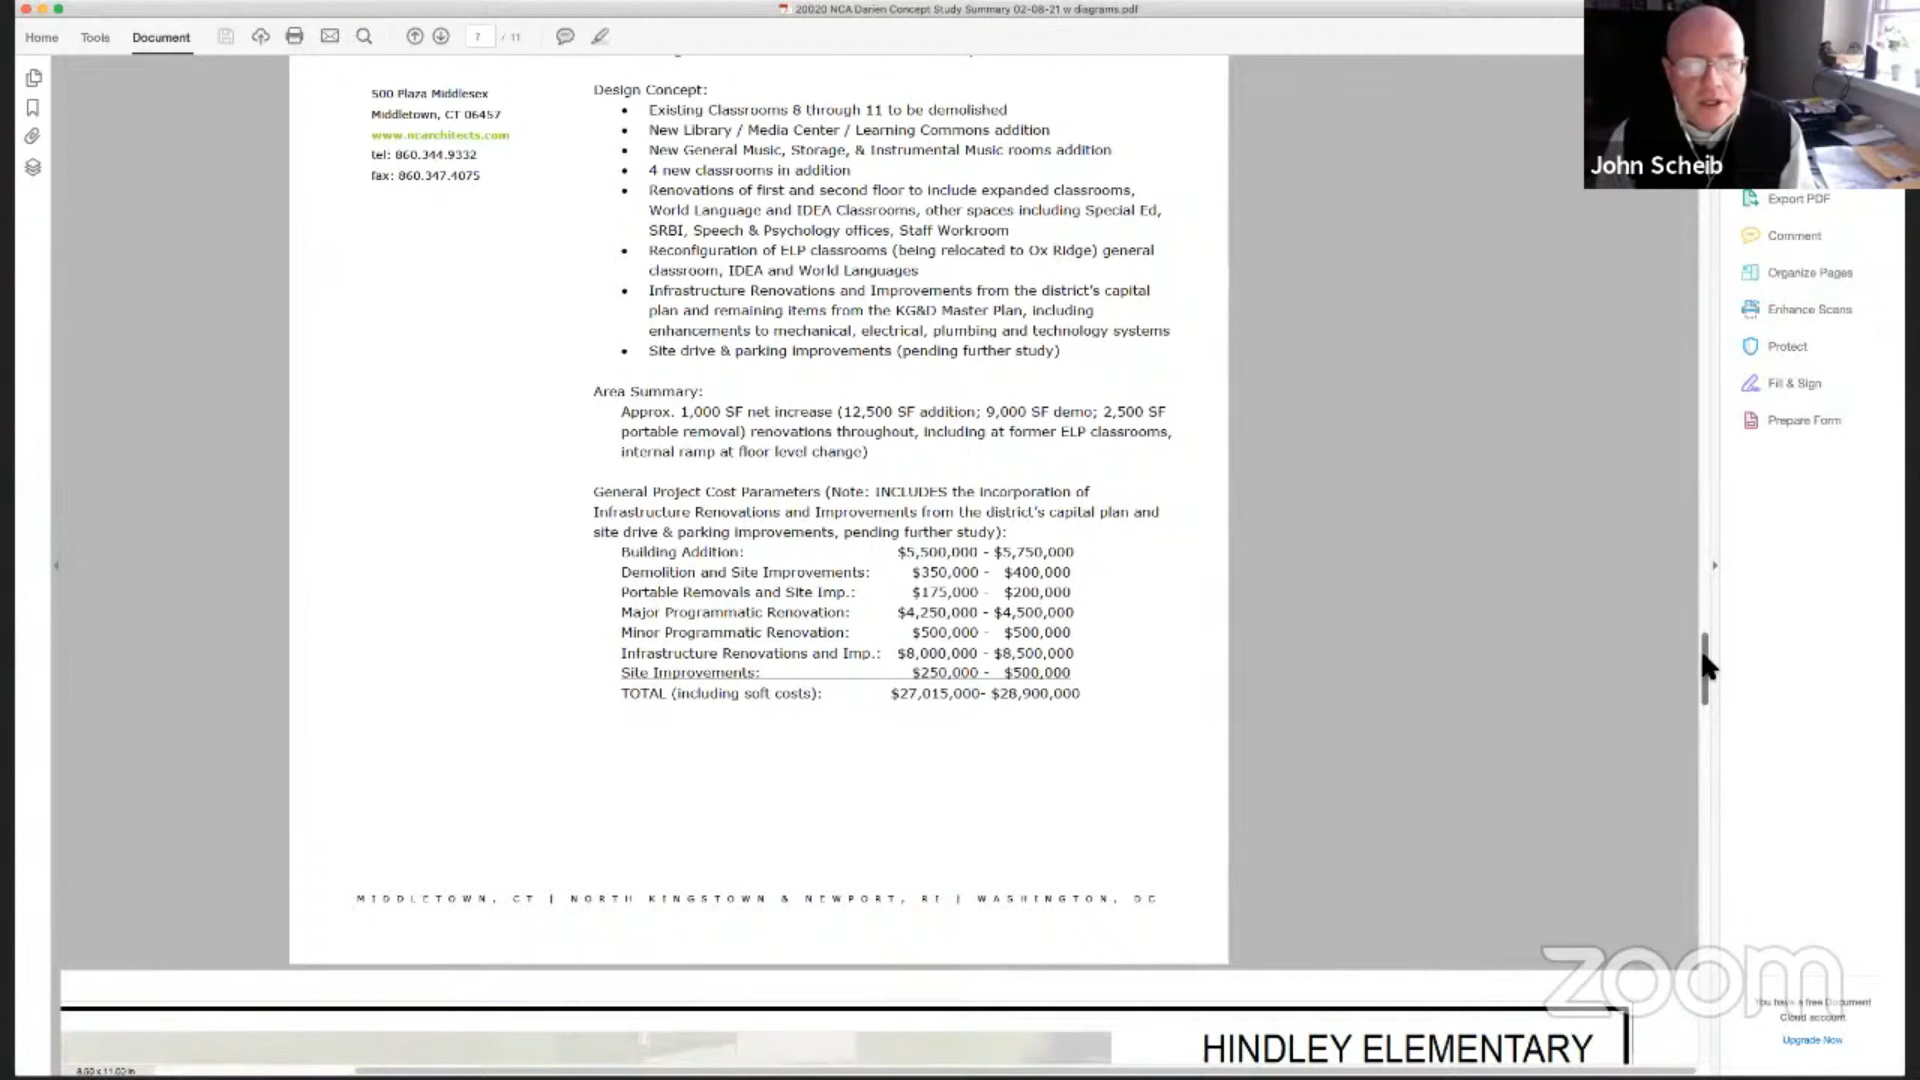 20020 NCA Darien Concept Study Summary 02-08-21 w diagrams.pdf
Home Tools Document 7 / 11
500 Plaza Middlesex
Middletown, CT 06457
www.ncarchitects.com
tel: 860.344.9332
fax: 860.347.4075
Design Concept:
• Existing Classrooms 8 through 11 to be demolished
• New Library / Media Center / Learning Commons addition
• New General Music, Storage, & Instrumental Music rooms addition
• 4 new classrooms in addition
• Renovations of first and second floor to include expanded classrooms,
World Language and IDEA Classrooms, other spaces including Special Ed,
SRBI, Speech & Psychology offices, Staff Workroom
• Reconfiguration of ELP classrooms (being relocated to Ox Ridge) general
classroom, IDEA and World Languages
• Infrastructure Renovations and Improvements from the district's capital
plan and remaining items from the KG&D Master Plan, including
enhancements to mechanical, electrical, plumbing and technology systems
• Site drive & parking improvements (pending further study)
Area Summary:
Approx. 1,000 SF net increase (12,500 SF addition; 9,000 SF demo; 2,500 SF
portable removal) renovations throughout, including at former ELP classrooms,
internal ramp at floor level change)
General Project Cost Parameters (Note: INCLUDES the incorporation of
Infrastructure Renovations and Improvements from the district's capital plan and
site drive & parking improvements, pending further study):
Building Addition: $5,500,000 - $5,750,000
Demolition and Site Improvements: $350,000 - $400,000
Portable Removals and Site Imp.: $175,000 - $200,000
Major Programmatic Renovation: $4,250,000 - $4,500,000
Minor Programmatic Renovation: $500,000 - $500,000
Infrastructure Renovations and Imp.: $8,000,000 - $8,500,000
Site Improvements: $250,000 - $500,000
TOTAL (including soft costs): $27,015,000- $28,900,000
MIDDLETOWN, CT | NORTH KINGSTOWN & NEWPORT, RI | WASHINGTON, DC
HINDLEY ELEMENTARY
8.50 x 11.00 in
John Scheib
Export PDF
Comment
Organize Pages
Enhance Scans
Protect
Fill & Sign
Prepare Form
zoom
You have a free Document
Cloud account
Upgrade Now